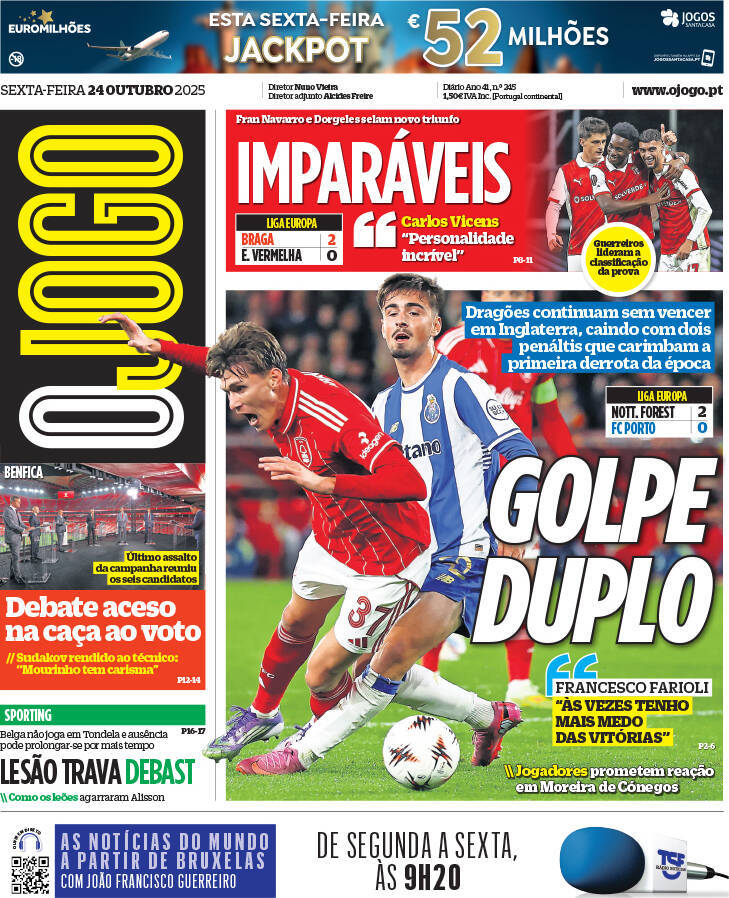 EUROMILHÕES
ESTA SEXTA-FEIRA
JACKPOT
€52 MILHÕES
JOGOS
SANTA CASA
SEXTA-FEIRA 24 OUTUBRO 2025
Diretor Nuno Vieira
Diretor adjunto Alcides Freire
Diário Ano 41, n.º 245
1,50€ IVA Inc. [Portugal continental]
www.ojogo.pt
O JOGO
Fran Navarro e Dorgeles selam novo triunfo
IMPARÁVEIS
LIGA EUROPA
BRAGA 2
E. VERMELHA 0
Carlos Vicens
“Personalidade
incrível”
P8-11
Guerreiros
lideram a
classificação
da prova
Dragões continuam sem vencer
em Inglaterra, caindo com dois
penáltis que carimbam a
primeira derrota da época
LIGA EUROPA
NOTT. FOREST 2
FC PORTO 0
GOLPE
DUPLO
FRANCESCO FARIOLI
“ÀS VEZES TENHO
MAIS MEDO
DAS VITÓRIAS”
P2-6
\\ Jogadores prometem reação
em Moreira de Cónegos
BENFICA
Último assalto
da campanha reuniu
os seis candidatos
Debate aceso
na caça ao voto
// Sudakov rendido ao técnico:
“Mourinho tem carisma”
P12-14
SPORTING
P16-17
Belga não joga em Tondela e ausência
pode prolongar-se por mais tempo
LESÃO TRAVA DEBAST
\\ Como os leões agarraram Alisson
OUVIR EM DIRETO
AS NOTÍCIAS DO MUNDO
A PARTIR DE BRUXELAS
COM JOÃO FRANCISCO GUERREIRO
DE SEGUNDA A SEXTA,
ÀS 9H20
TSF
RÁDIO NOTÍCIAS